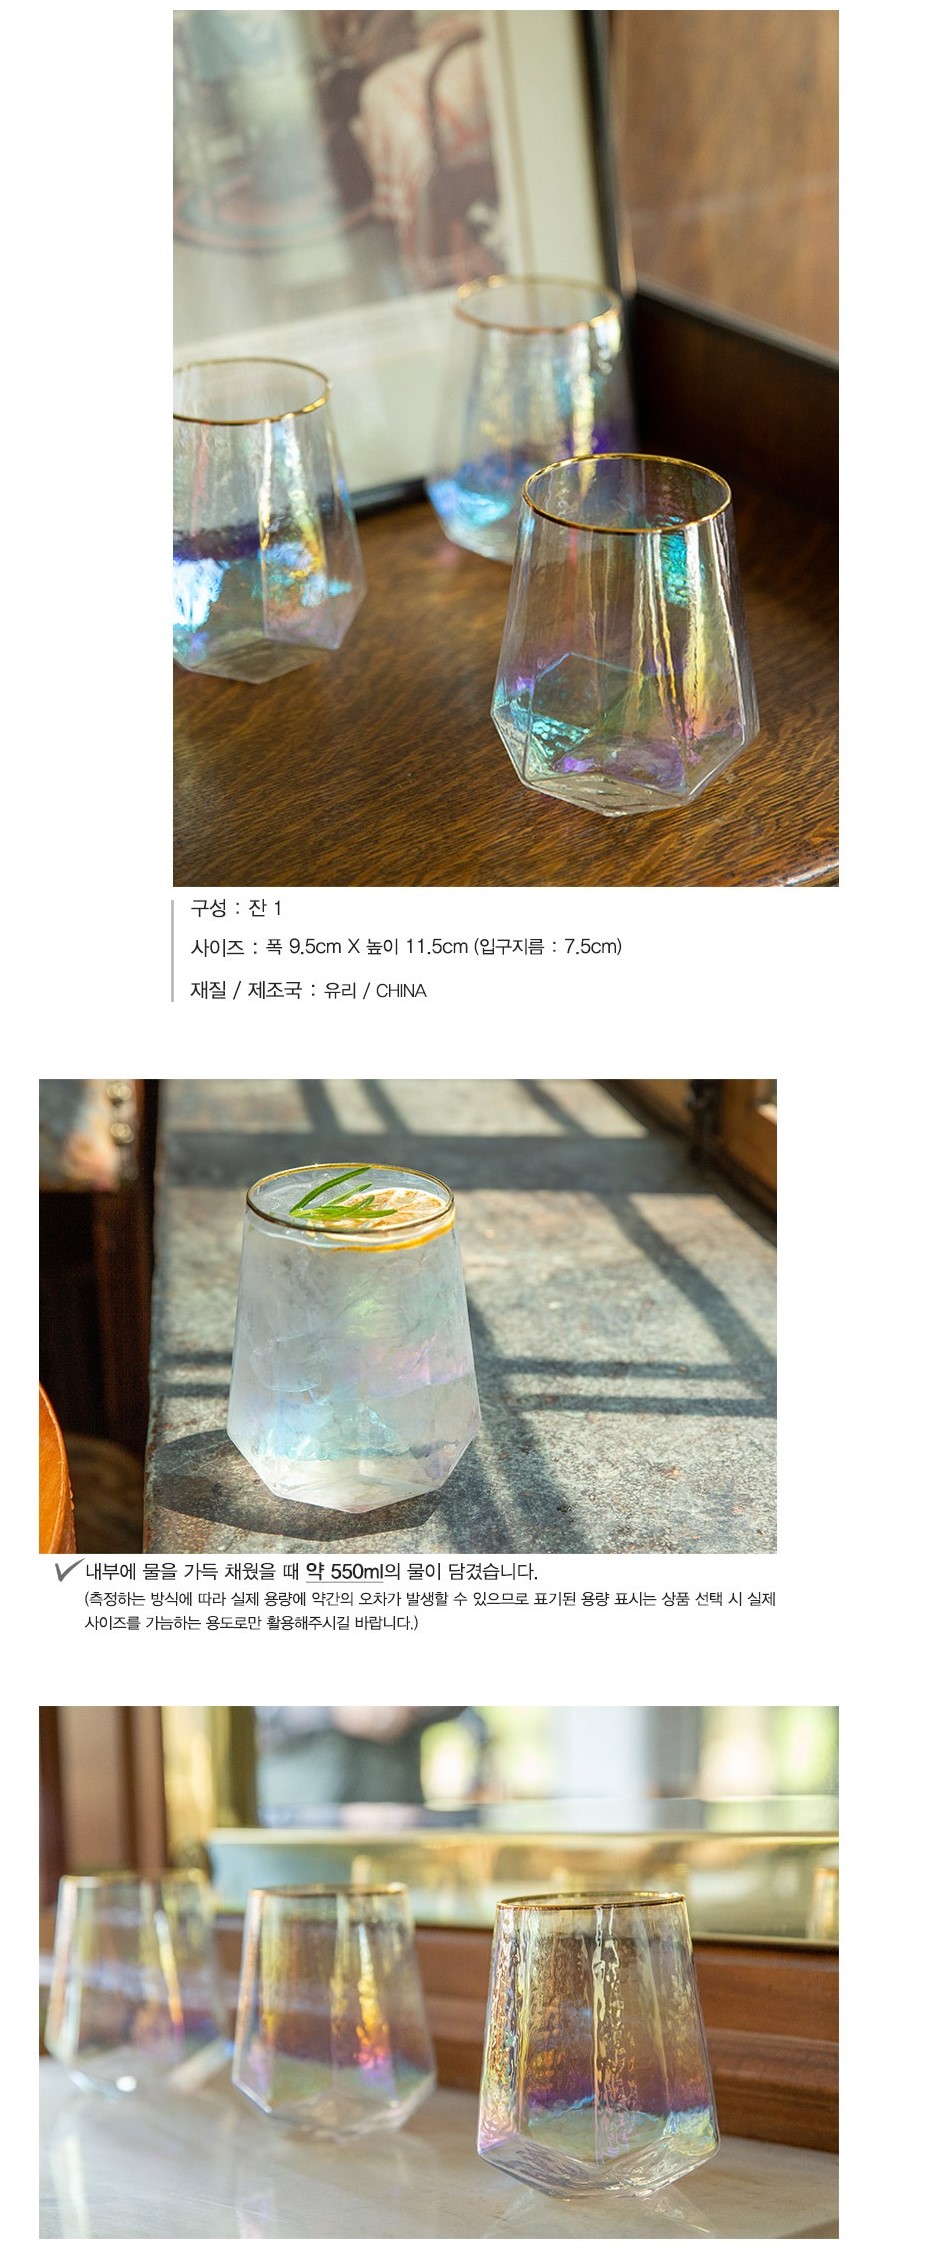 구성 : 잔 1
사이즈 : 폭 9.5cm X 높이 11.5cm (입구지름 : 7.5cm)
재질 / 제조국 : 유리 / CHINA
내부에 물을 가득 채웠을 때 약 550ml의 물이 담겼습니다.
(측정하는 방식에 따라 실제 용량에 약간의 오차가 발생할 수 있으므로 표기된 용량 표시는 상품 선택 시 실제
사이즈를 가늠하는 용도로만 활용해주시길 바랍니다.)